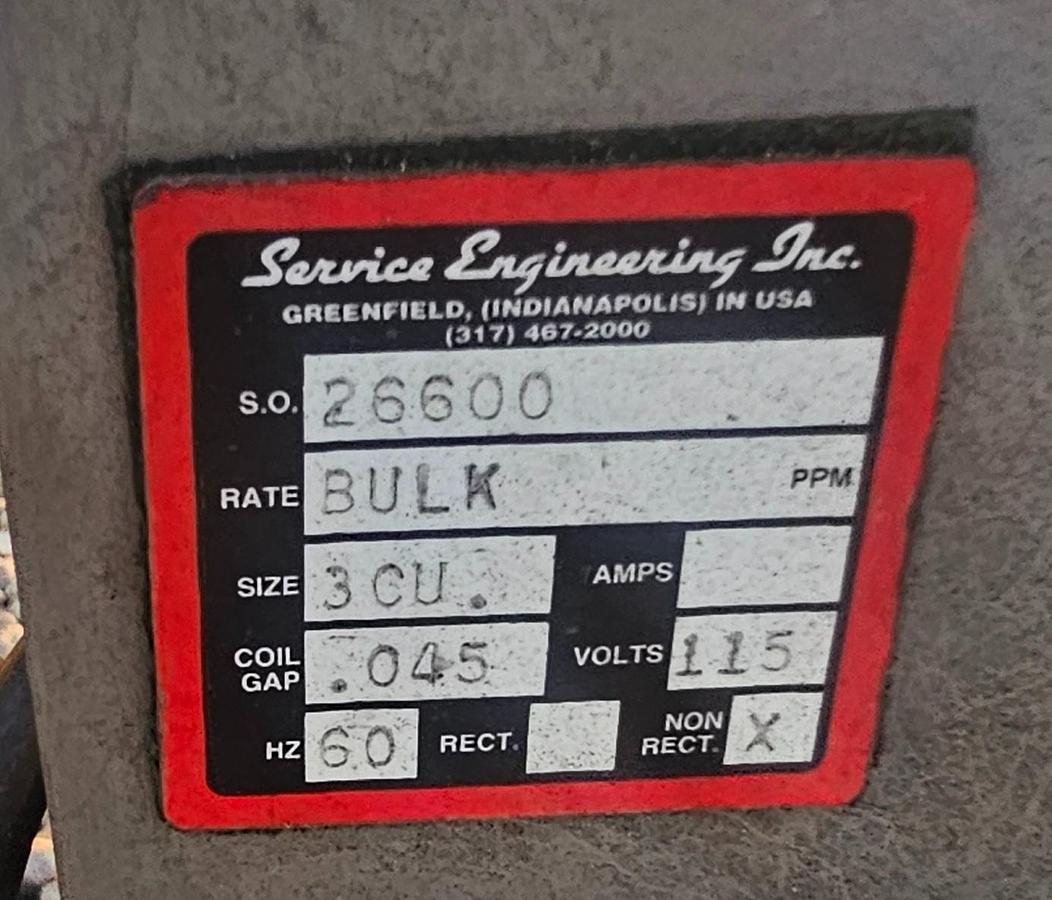 Service Engineering Inc.
GREENFIELD, (INDIANAPOLIS) IN USA
(317) 467-2000
S.O. 26600
RATE BULK PPM
SIZE 3 CU. AMPS
COIL GAP .045 VOLTS 115
HZ 60 RECT. NON RECT. X